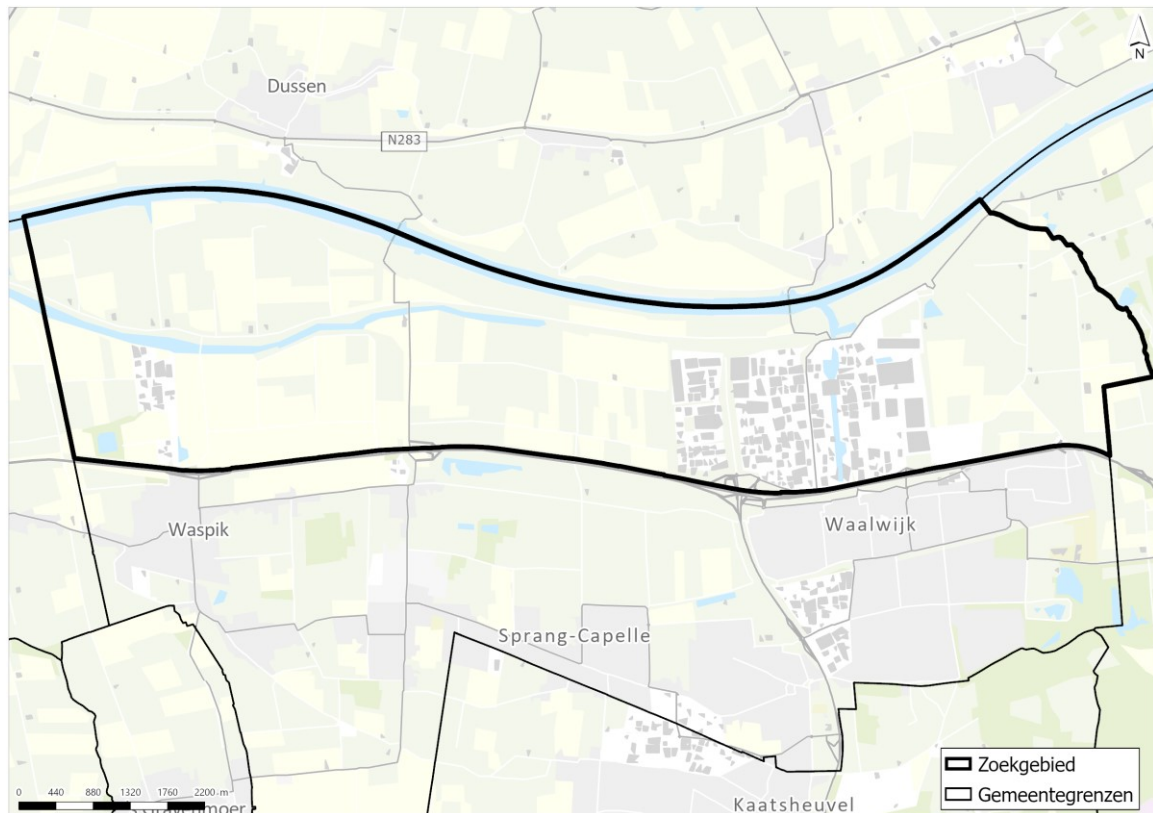 N
Dussen
N283
Waspik
Waalwijk
Sprang-Capelle
0 440 880 1320 1760 2200 m
Kaatsheuvel
Zoekgebied
Gemeentegrenzen